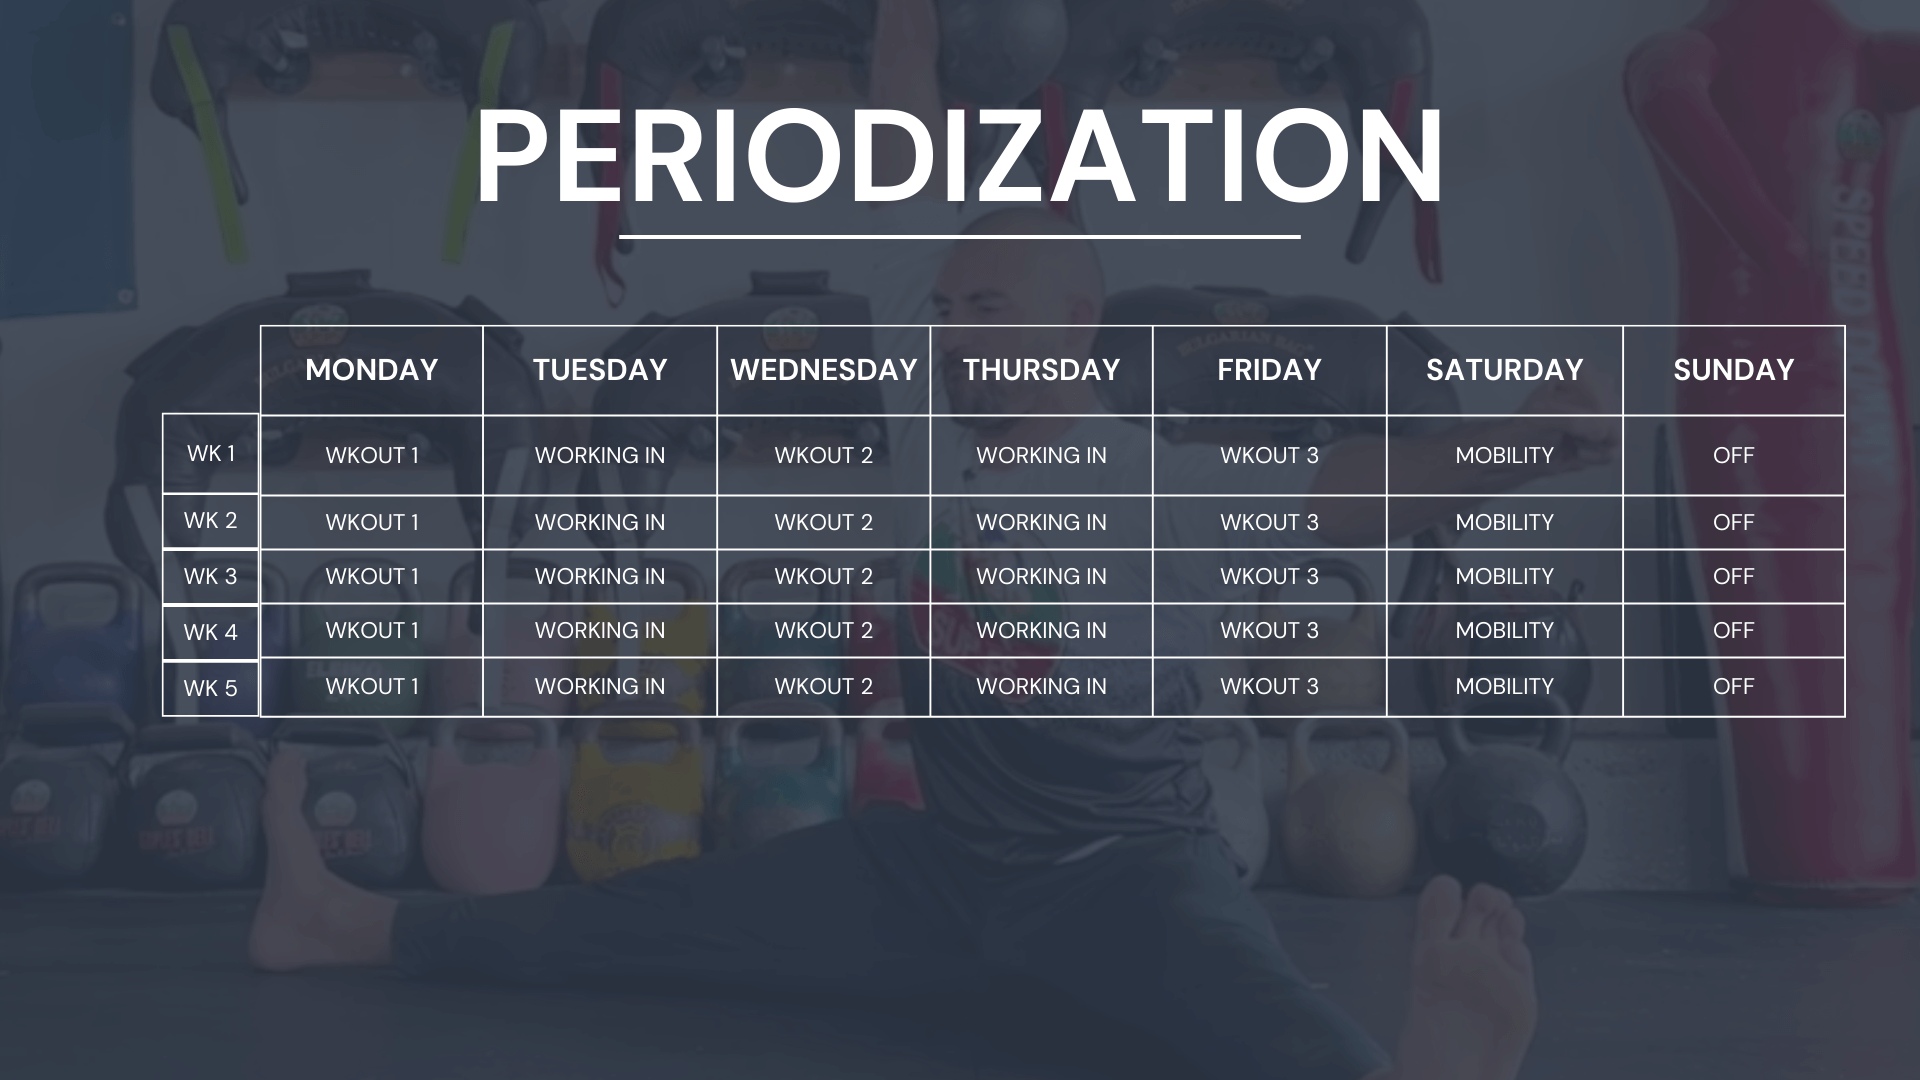 PERIODIZATION
MONDAY TUESDAY WEDNESDAY THURSDAY FRIDAY SATURDAY SUNDAY
WK 1 WKOUT 1 WORKING IN WKOUT 2 WORKING IN WKOUT 3 MOBILITY OFF
WK 2 WKOUT 1 WORKING IN WKOUT 2 WORKING IN WKOUT 3 MOBILITY OFF
WK 3 WKOUT 1 WORKING IN WKOUT 2 WORKING IN WKOUT 3 MOBILITY OFF
WK 4 WKOUT 1 WORKING IN WKOUT 2 WORKING IN WKOUT 3 MOBILITY OFF
WK 5 WKOUT 1 WORKING IN WKOUT 2 WORKING IN WKOUT 3 MOBILITY OFF
BULGARIAN BAG
SPEED